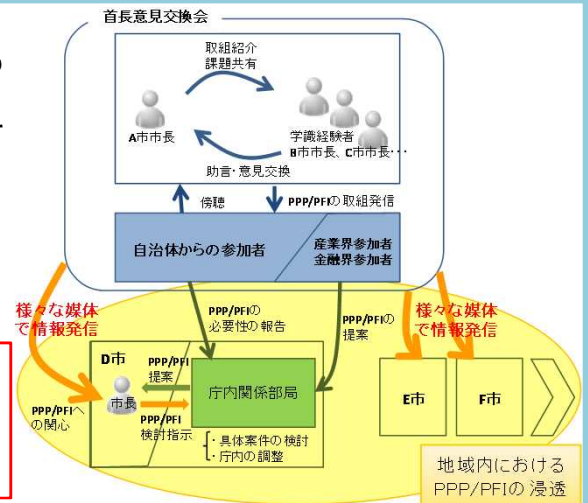 首長意見交換会
取組紹介
課題共有
A市市長
学識経験者
B市市長、C市市長・・・
助言・意見交換
傍聴
PPP/PFIの取組発信
自治体からの参加者
産業界参加者
金融界参加者
様々な媒体
で情報発信
PPP/PFIの
必要性の報告
PPP/PFIの
提案
様々な媒体
で情報発信
D市
PPP/PFI
提案
市長
庁内関係部局
E市
F市
PPP/PFIへ
の関心
PPP/PFI
検討指示
・具体案件の検討
・庁内の調整
地域内における
PPP/PFIの浸透